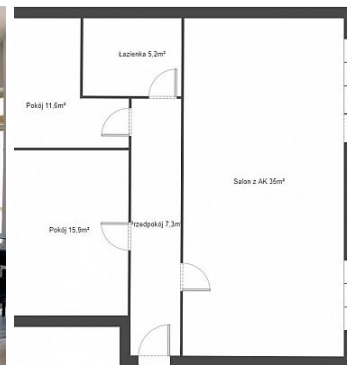 Łazienka 5,2m²
Pokój 11,6m²
Salon z AK 35m²
Pokój 15,9m²
rzedpokój 7,3m